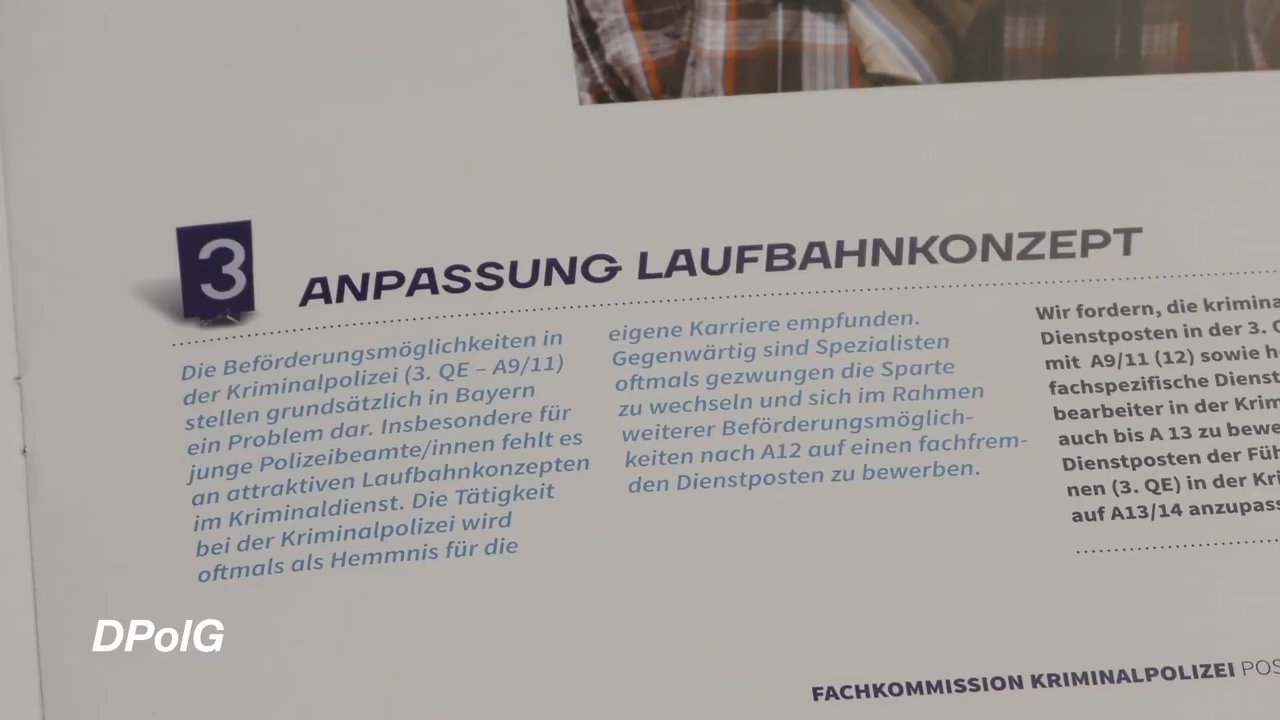 3
ANPASSUNG LAUFBAHNKONZEPT
Die Beförderungsmöglichkeiten in
der Kriminalpolizei (3. QE – A9/11)
stellen grundsätzlich in Bayern
ein Problem dar. Insbesondere für
junge Polizeibeamte/innen fehlt es
an attraktiven Laufbahnkonzepten
im Kriminaldienst. Die Tätigkeit
bei der Kriminalpolizei wird
oftmals als Hemmnis für die
eigene Karriere empfunden.
Gegenwärtig sind Spezialisten
oftmals gezwungen die Sparte
zu wechseln und sich im Rahmen
weiterer Beförderungsmöglich-
keiten nach A12 auf einen fachfrem-
den Dienstposten zu bewerben.
Wir fordern, die krimina
Dienstposten in der 3. Q
mit A9/11 (12) sowie h
fachspezifische Dienst
bearbeiter in der Krim
auch bis A 13 zu bewe
Dienstposten der Füh
nen (3. QE) in der Kri
auf A13/14 anzupass
DPolG
FACHKOMMISSION KRIMINALPOLIZEI POS